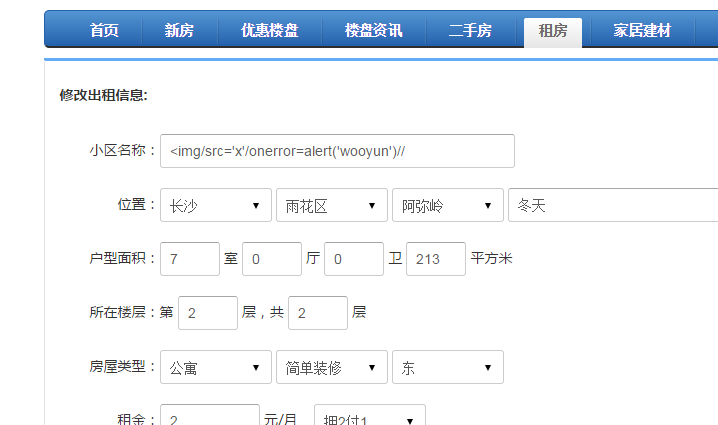 首页 新房 优惠楼盘 楼盘资讯 二手房 租房 家居建材
修改出租信息:
小区名称: <img/src='x'/onerror=alert('wooyun')//
位置: 长沙 雨花区 阿弥岭 冬天
户型面积: 7 室 0 厅 0 卫 213 平方米
所在楼层: 第 2 层,共 2 层
房屋类型: 公寓 简单装修 东
租金: 2 元/月 押2付1